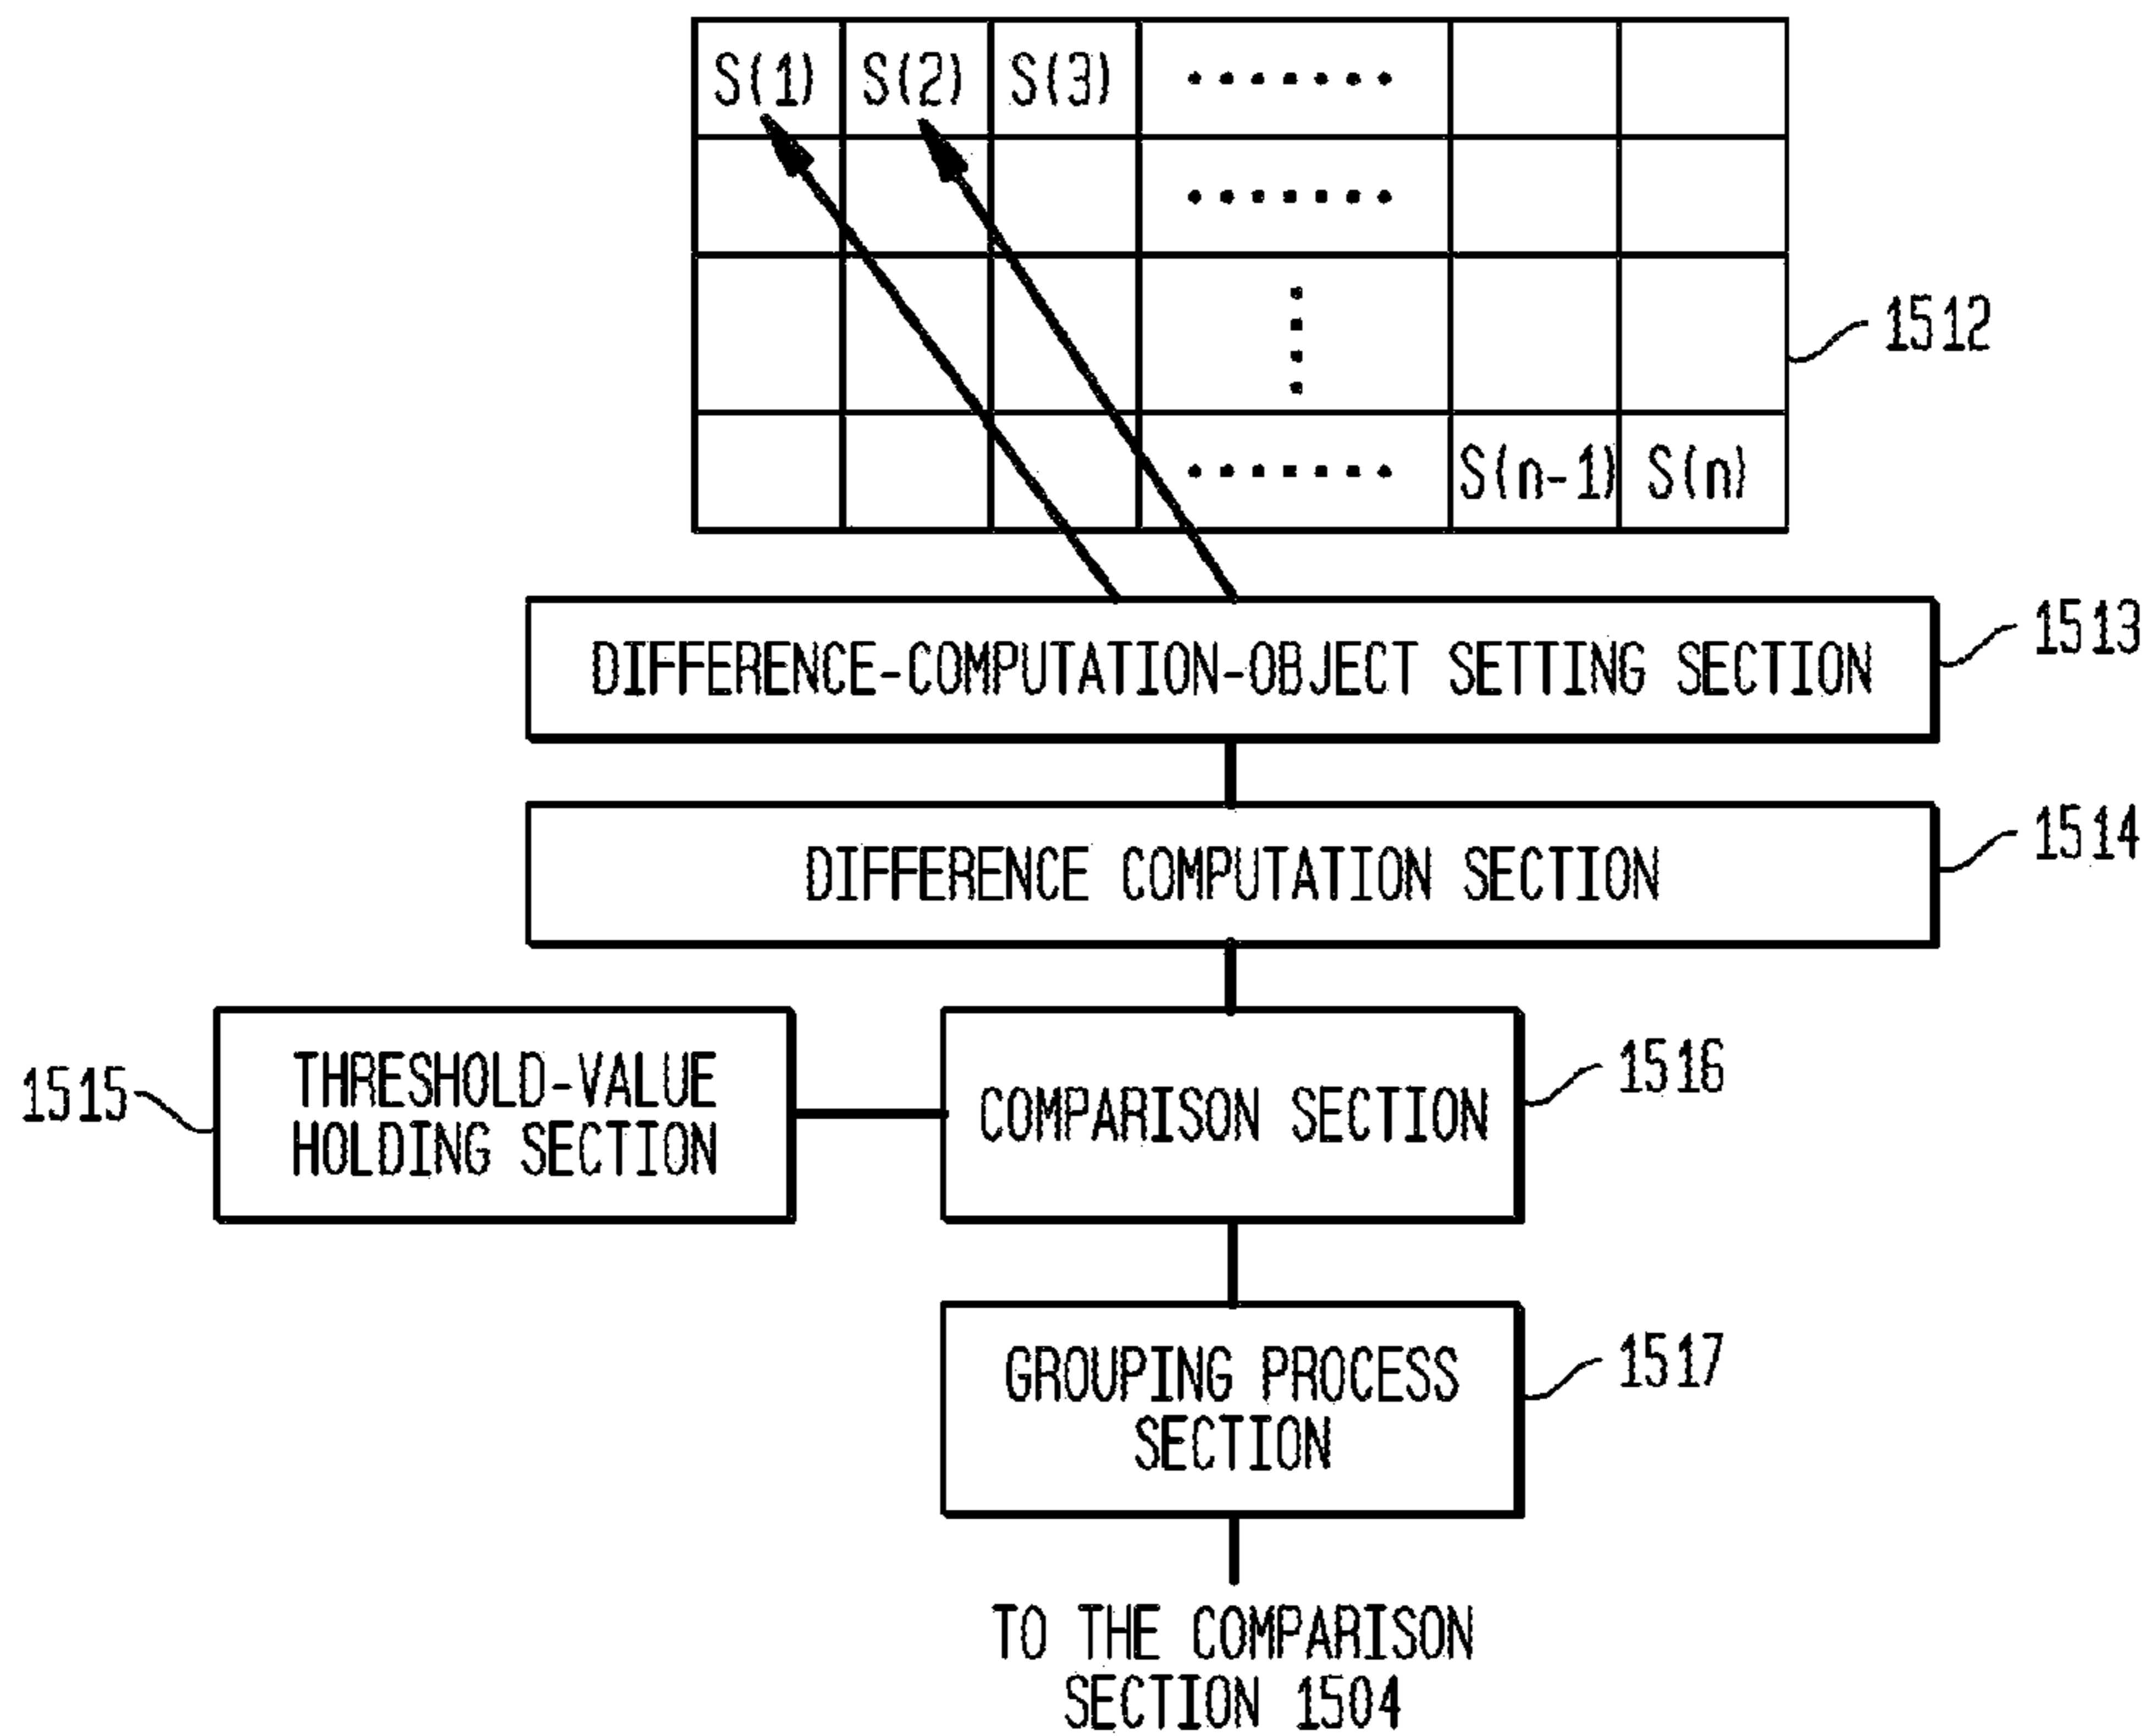 S(1) S(2) S(3) .......
.......
1512
....... S(n-1) S(n)
1513
DIFFERENCE-COMPUTATION-OBJECT SETTING SECTION
1514
DIFFERENCE COMPUTATION SECTION
1515
THRESHOLD-VALUE
HOLDING SECTION
1516
COMPARISON SECTION
1517
GROUPING PROCESS
SECTION
TO THE COMPARISON
SECTION 1504